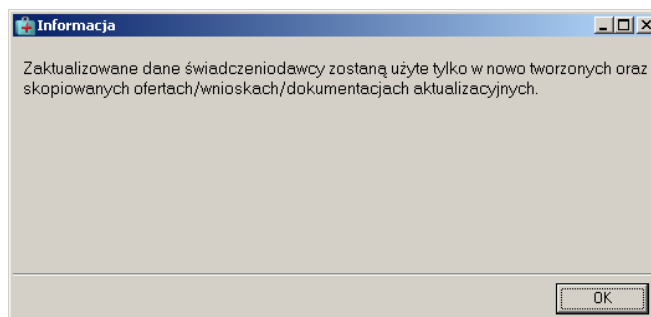 Informacja
Zaktualizowane dane świadczeniodawcy zostaną użyte tylko w nowo tworzonych oraz
skopiowanych ofertach/wnioskach/dokumentacjach aktualizacyjnych.
OK